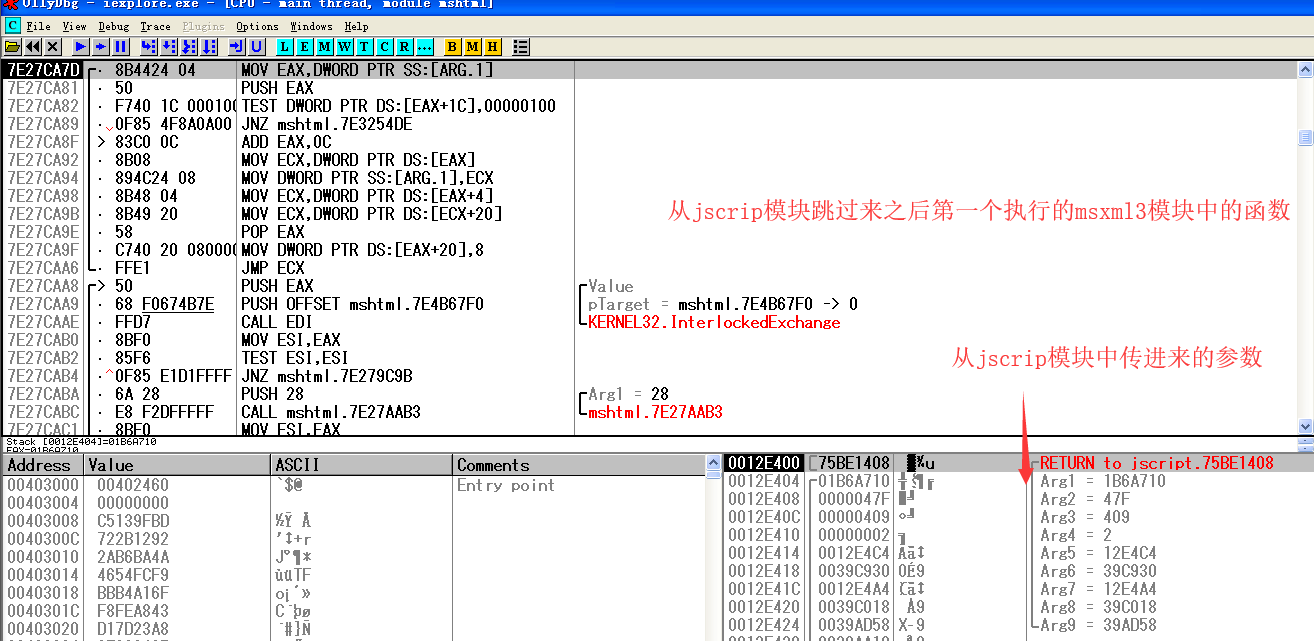 OllyDbg - iexplore.exe - [CPU - main thread, module mshtml]
C File View Debug Trace Plugins Options Windows Help
L E M W T C R ... B M H
7E27CA7D 8B4424 04 MOV EAX,DWORD PTR SS:[ARG.1]
7E27CA81 50 PUSH EAX
7E27CA82 F740 1C 000100 TEST DWORD PTR DS:[EAX+1C],00000100
7E27CA89 0F85 4F8A0A00 JNZ mshtml.7E3254DE
7E27CA8F > 83C0 0C ADD EAX,0C
7E27CA92 8B08 MOV ECX,DWORD PTR DS:[EAX]
7E27CA94 894C24 08 MOV DWORD PTR SS:[ARG.1],ECX
7E27CA98 8B48 04 MOV ECX,DWORD PTR DS:[EAX+4]
7E27CA9B 8B49 20 MOV ECX,DWORD PTR DS:[ECX+20]
从jscrip模块跳过来之后第一个执行的msxml3模块中的函数
7E27CA9E 58 POP EAX
7E27CA9F C740 20 080000 MOV DWORD PTR DS:[EAX+20],8
7E27CAA6 FFE1 JMP ECX
7E27CAA8 > 50 PUSH EAX Value
7E27CAA9 68 F0674B7E PUSH OFFSET mshtml.7E4B67F0 pTarget = mshtml.7E4B67F0 -> 0
7E27CAAE FFD7 CALL EDI KERNEL32.InterlockedExchange
7E27CAB0 8BF0 MOV ESI,EAX
7E27CAB2 85F6 TEST ESI,ESI
从jscrip模块中传进来的参数
7E27CAB4 ^0F85 E1D1FFFF JNZ mshtml.7E279C9B
7E27CABA 6A 28 PUSH 28 Arg1 = 28
7E27CABC E8 F2DFFFFF CALL mshtml.7E27AAB3 mshtml.7E27AAB3
7E27CAC1 8BF0 MOV ESI,EAX
Stack [0012E404]=01B6A710
EAX=01B6A710
Address Value ASCII Comments
00403000 00402460 `$@ Entry point
00403004 00000000
00403008 C5139FBD
0040300C 722B1292
00403010 2AB6BA4A
00403014 4654FCF9
00403018 BBB4A16F
0040301C F8FEA843
00403020 D17D23A8
0012E400 75BE1408 RETURN to jscript.75BE1408
0012E404 01B6A710 Arg1 = 1B6A710
0012E408 0000047F Arg2 = 47F
0012E40C 00000409 Arg3 = 409
0012E410 00000002 Arg4 = 2
0012E414 0012E4C4 Arg5 = 12E4C4
0012E418 0039C930 Arg6 = 39C930
0012E41C 0012E4A4 Arg7 = 12E4A4
0012E420 0039C018 Arg8 = 39C018
0012E424 0039AD58 X-9 Arg9 = 39AD58